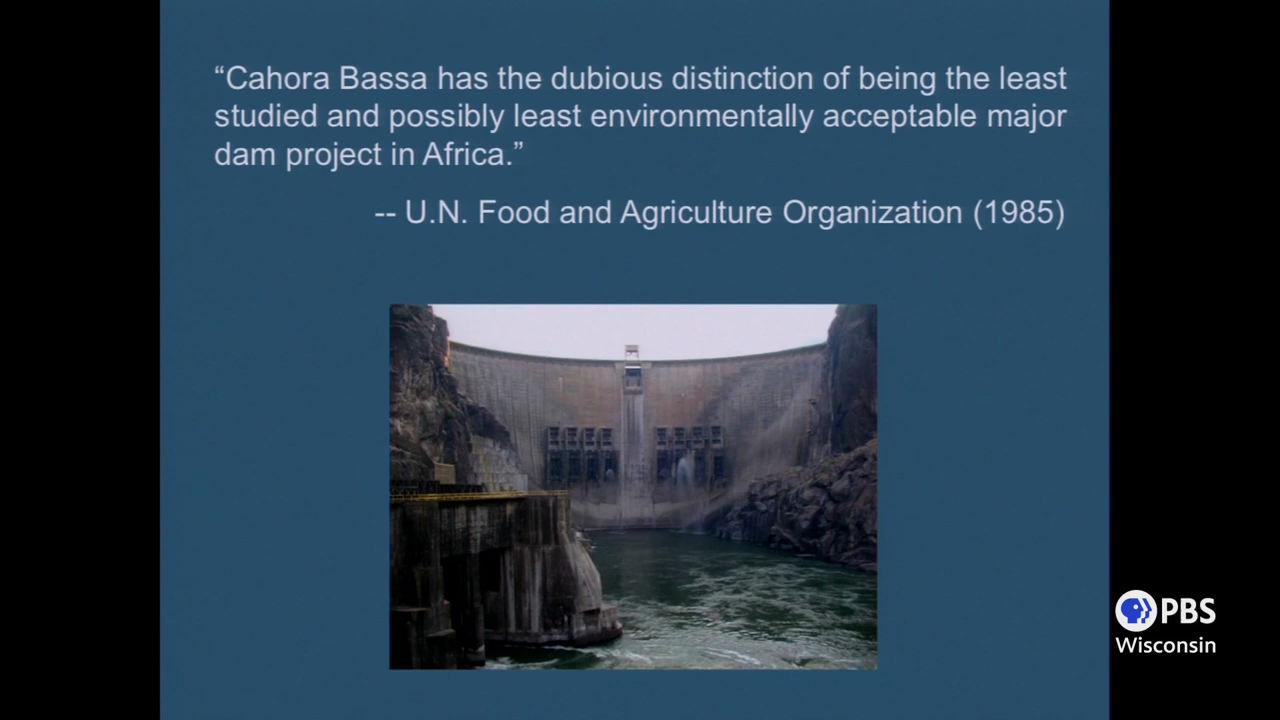 “Cahora Bassa has the dubious distinction of being the least
studied and possibly least environmentally acceptable major
dam project in Africa.”
-- U.N. Food and Agriculture Organization (1985)
PBS
Wisconsin